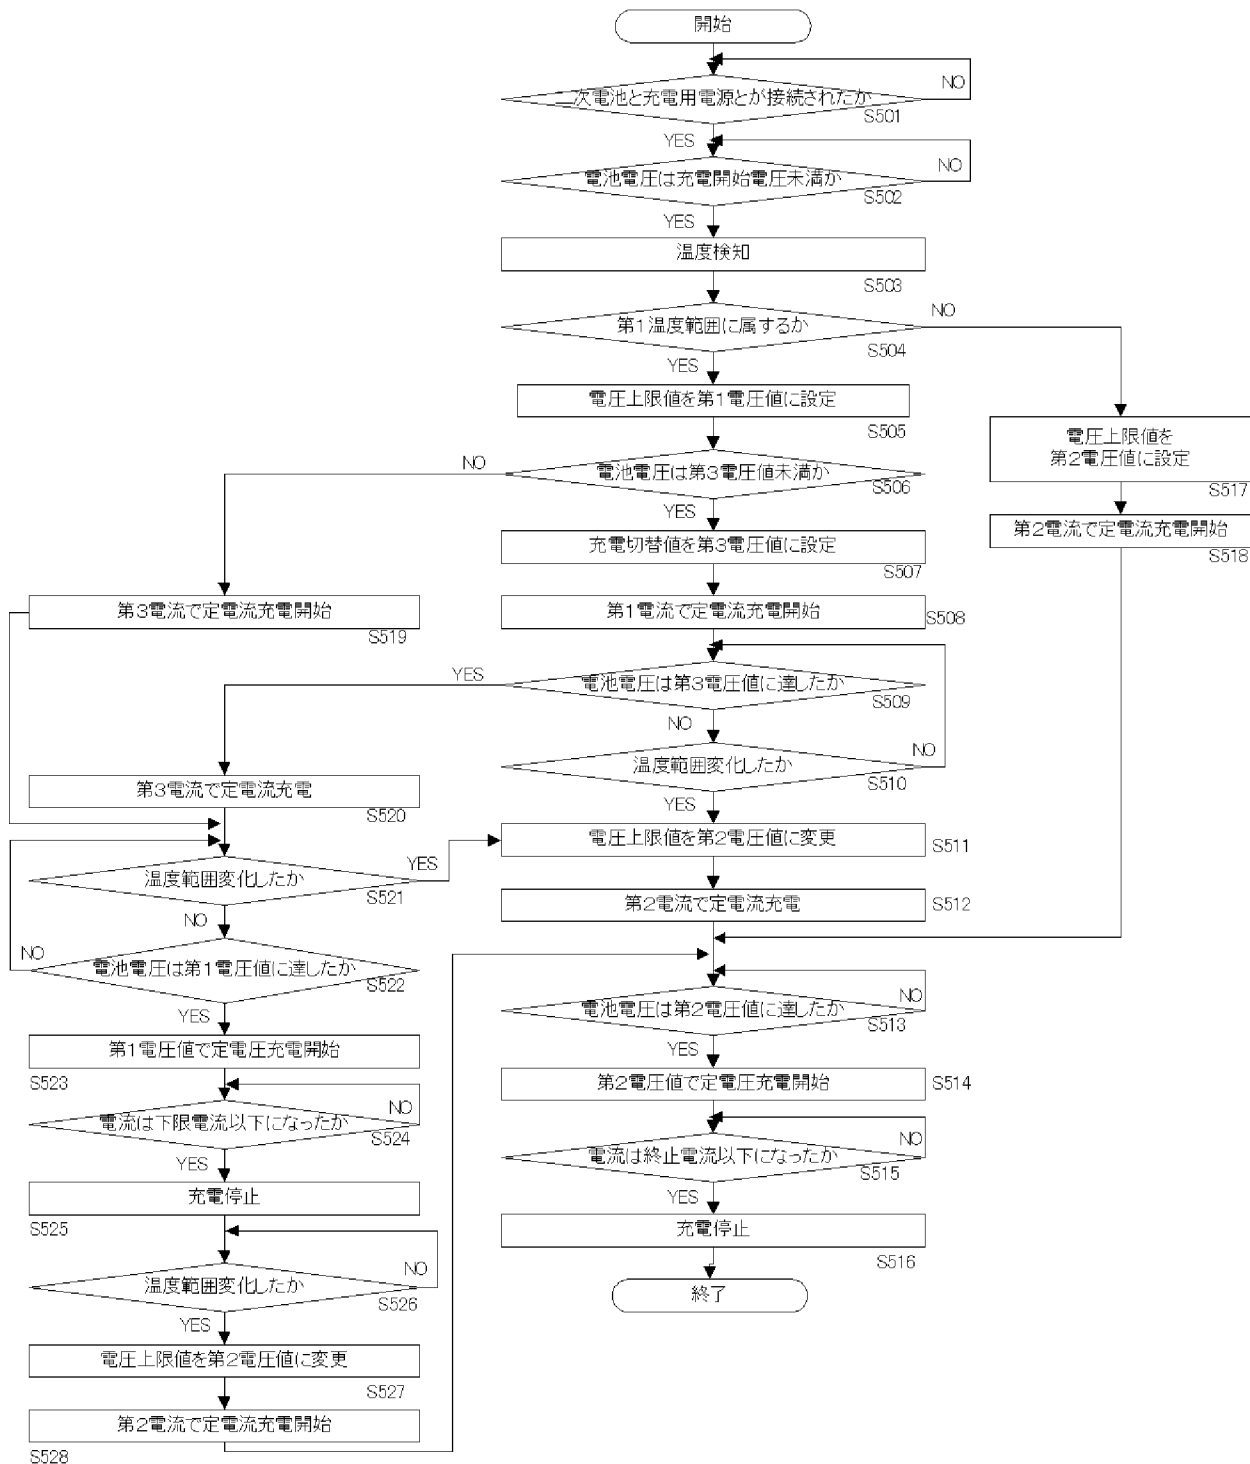 開始
NO
二次電池と充電用電源とが接続されたか
S501
YES
NO
電池電圧は充電開始電圧未満か
S502
YES
温度検知
S503
NO
第1温度範囲に属するか
S504
YES
電圧上限値を第1電圧値に設定
S505
電圧上限値を
第2電圧値に設定
S517
NO
電池電圧は第3電圧値未満か
S506
YES
第2電流で定電流充電開始
S518
充電切替値を第3電圧値に設定
S507
第3電流で定電流充電開始
S519
第1電流で定電流充電開始
S508
YES
電池電圧は第3電圧値に達したか
S509
NO
NO
温度範囲変化したか
S510
YES
第3電流で定電流充電
S520
電圧上限値を第2電圧値に変更
S511
YES
温度範囲変化したか
S521
NO
第2電流で定電流充電
S512
NO
電池電圧は第1電圧値に達したか
S522
YES
NO
電池電圧は第2電圧値に達したか
S513
YES
第1電圧値で定電圧充電開始
S523
第2電圧値で定電圧充電開始
S514
NO
電流は下限電流以下になったか
S524
YES
NO
電流は終止電流以下になったか
S515
YES
充電停止
S525
充電停止
S516
NO
温度範囲変化したか
S526
YES
終了
電圧上限値を第2電圧値に変更
S527
第2電流で定電流充電開始
S528